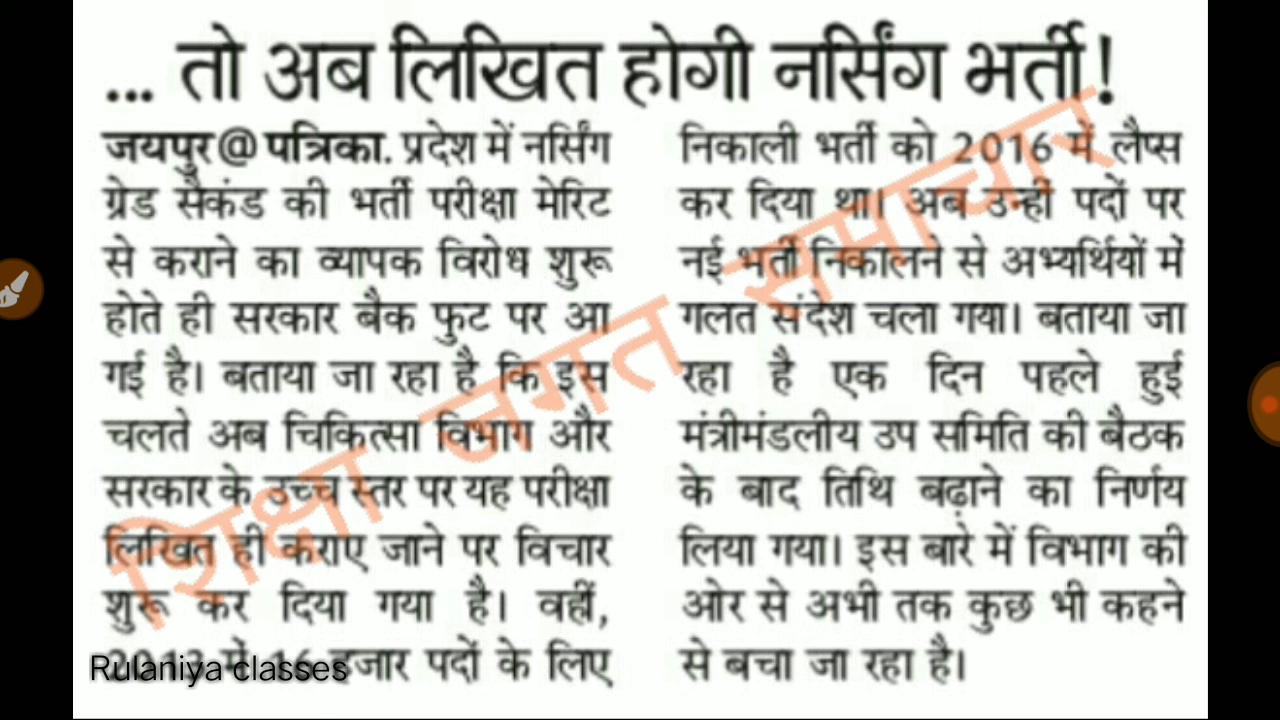 ... तो अब लिखित होगी नर्सिंग भर्ती!
जयपुर@पत्रिका. प्रदेश में नर्सिंग
ग्रेड सैकंड की भर्ती परीक्षा मेरिट
से कराने का व्यापक विरोध शुरू
होते ही सरकार बैक फुट पर आ
गई है। बताया जा रहा है कि इस
चलते अब चिकित्सा विभाग और
सरकार के उच्च स्तर पर यह परीक्षा
लिखित ही कराए जाने पर विचार
शुरू कर दिया गया है। वहीं,
2013 में 16 हजार पदों के लिए
निकाली भर्ती को 2016 में लैप्स
कर दिया था। अब उन्ही पदों पर
नई भर्ती निकालने से अभ्यर्थियों में
गलत संदेश चला गया। बताया जा
रहा है एक दिन पहले हुई
मंत्रीमंडलीय उप समिति की बैठक
के बाद तिथि बढ़ाने का निर्णय
लिया गया। इस बारे में विभाग की
ओर से अभी तक कुछ भी कहने
से बचा जा रहा है।
शिक्षा जगत समाचार
Rulaniya classes